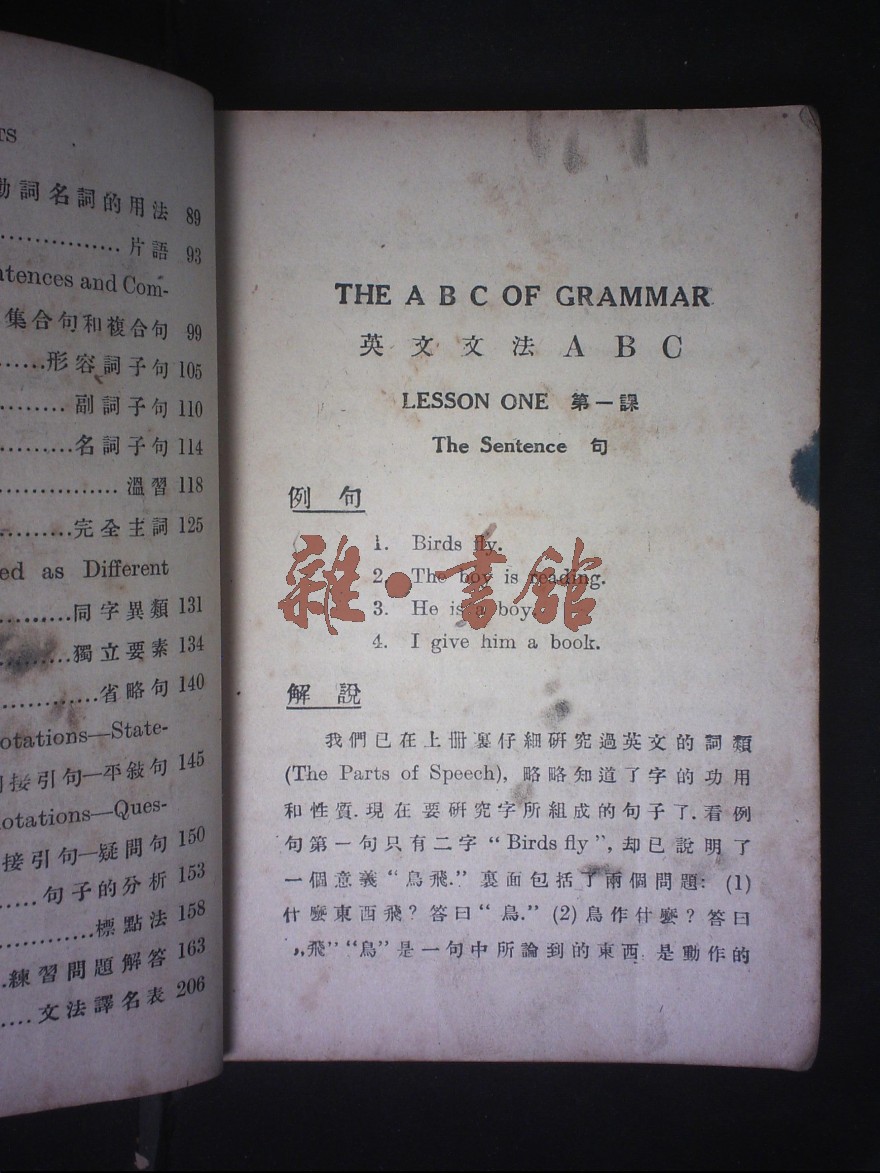 TS
動詞名詞的用法 89
片語 93
tences and Com-
集合句和複合句 99
形容詞子句 105
副詞子句 110
名詞子句 114
溫習 118
完全主詞 125
ed as Different
同字異類 131
獨立要素 134
省略句 140
otations—State-
接引句—平敍句 145
otations—Ques-
接引句—疑問句 150
句子的分析 153
標點法 158
練習問題解答 163
文法譯名表 206
THE A B C OF GRAMMAR
英文文法 A B C
LESSON ONE 第一課
The Sentence 句
例句
1. Birds fly.
2. The boy is reading.
3. He is a boy.
4. I give him a book.
雜·書館
解說
我們已在上册裏仔細研究過英文的詞類
(The Parts of Speech), 略略知道了字的功用
和性質.現在要研究字所組成的句子了.看例
句第一句只有二字“Birds fly”, 却已說明了
一個意義“鳥飛.”裏面包括了兩個問題: (1)
什麼東西飛?答曰“鳥.”(2)鳥作什麼?答曰
„飛”“鳥”是一句中所論到的東西.是動作的